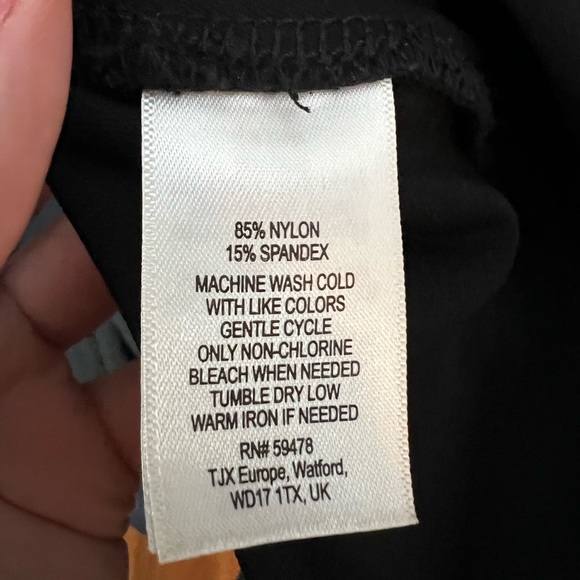 85% NYLON
15% SPANDEX
MACHINE WASH COLD
WITH LIKE COLORS
GENTLE CYCLE
ONLY NON-CHLORINE
BLEACH WHEN NEEDED
TUMBLE DRY LOW
WARM IRON IF NEEDED
RN# 59478
TJX Europe, Watford,
WD17 1TX, UK